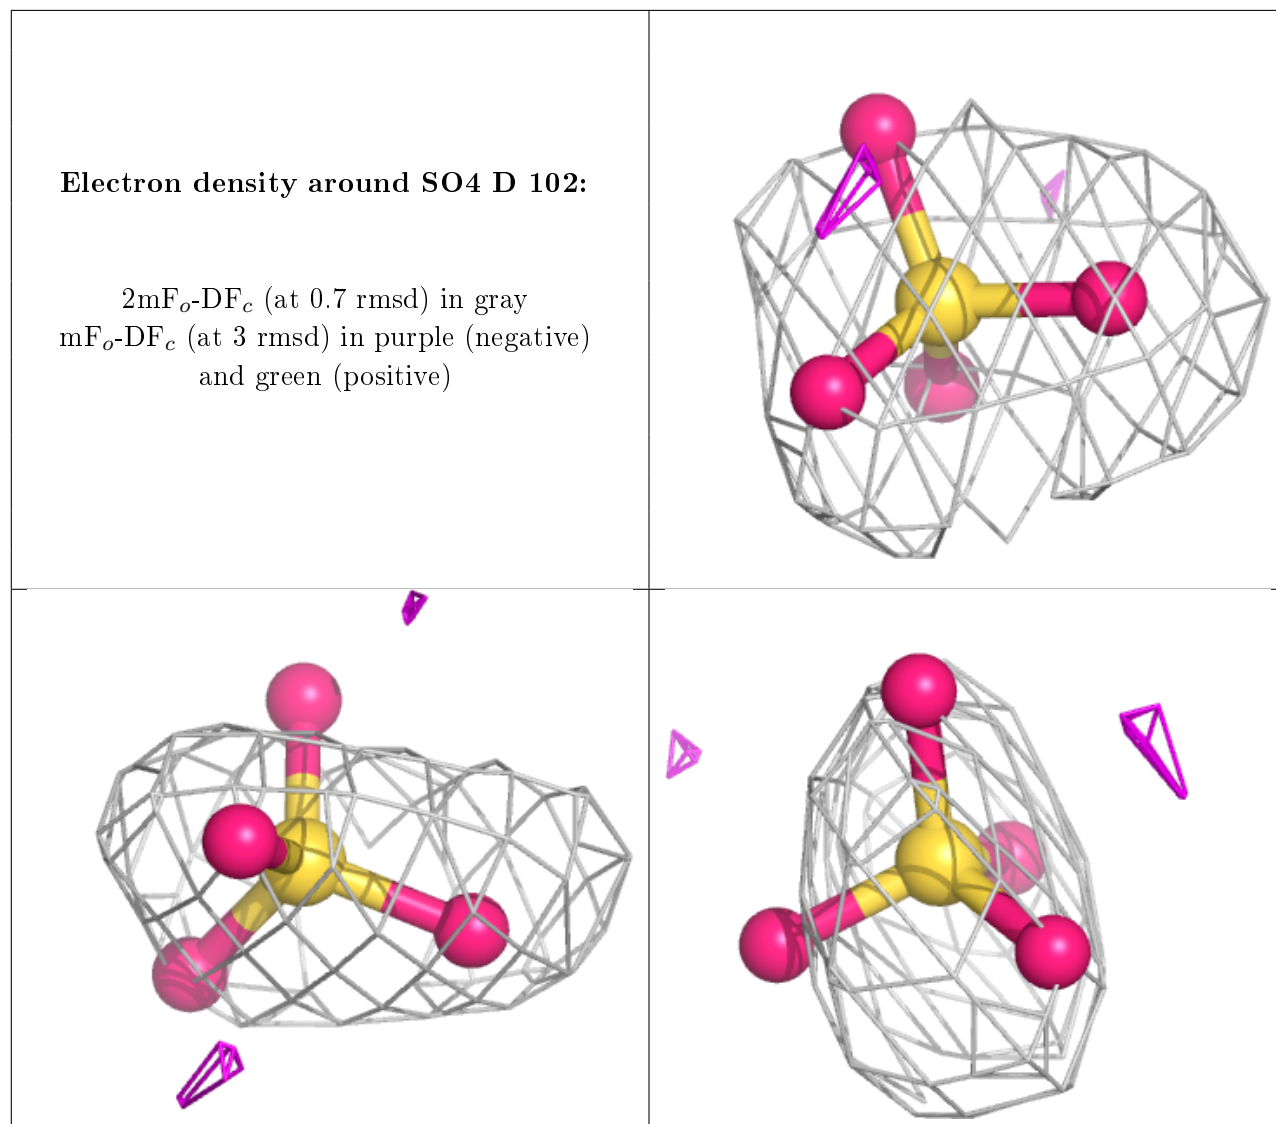 Electron density around SO4 D 102:
2mFₒ-DF𝒸 (at 0.7 rmsd) in gray
mFₒ-DF𝒸 (at 3 rmsd) in purple (negative)
and green (positive)